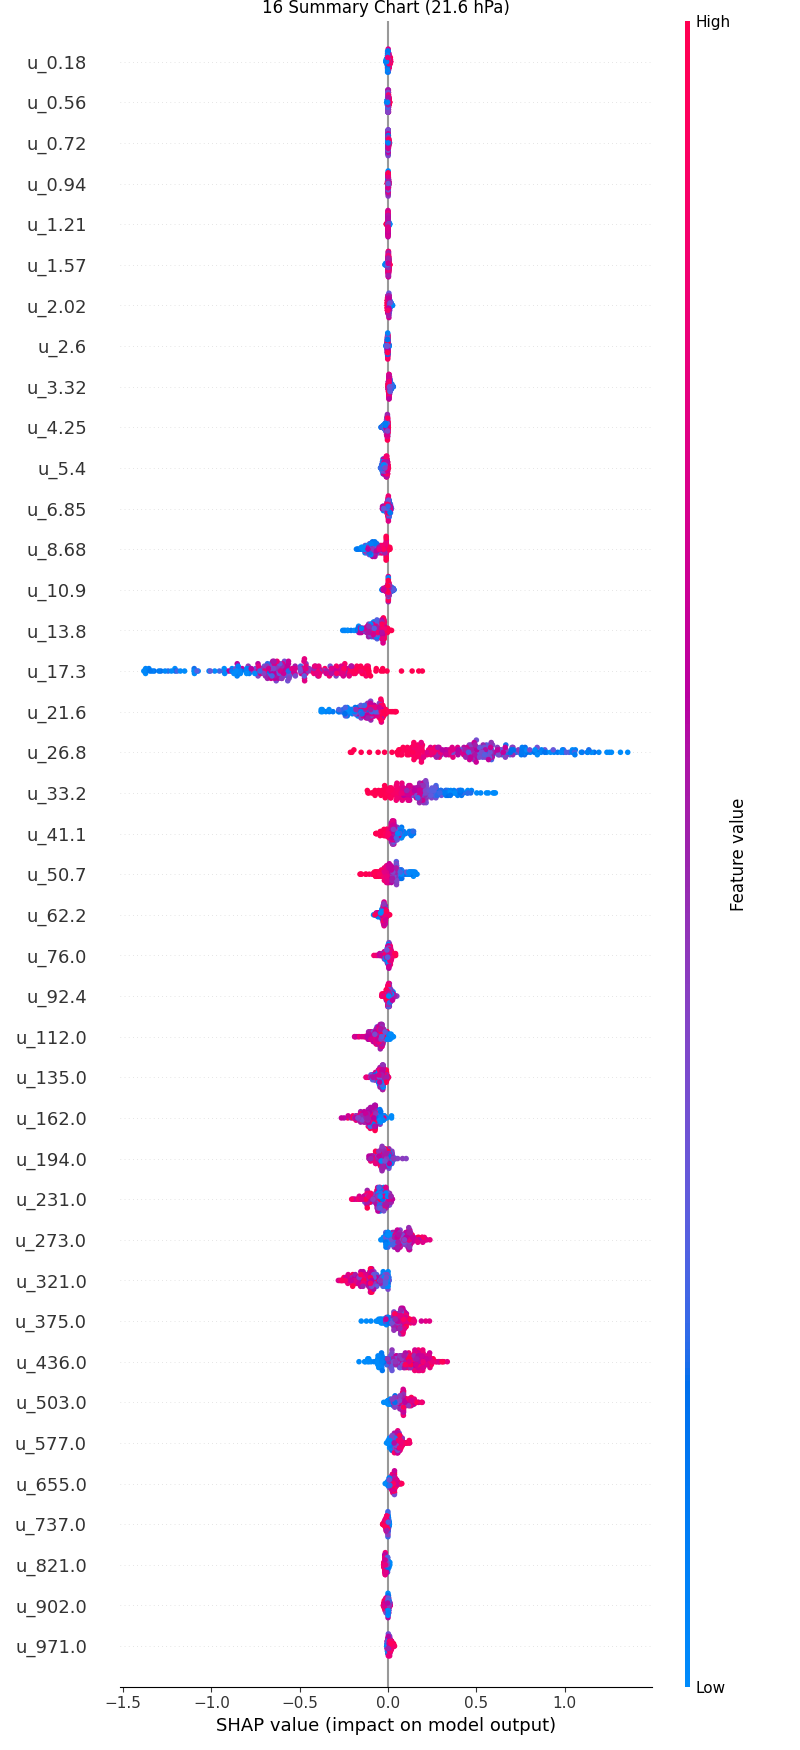 16 Summary Chart (21.6 hPa)
High
u_0.18
u_0.56
u_0.72
u_0.94
u_1.21
u_1.57
u_2.02
u_2.6
u_3.32
u_4.25
u_5.4
u_6.85
u_8.68
u_10.9
u_13.8
u_17.3
u_21.6
u_26.8
u_33.2
u_41.1
u_50.7
u_62.2
u_76.0
u_92.4
u_112.0
u_135.0
u_162.0
u_194.0
u_231.0
u_273.0
u_321.0
u_375.0
u_436.0
u_503.0
u_577.0
u_655.0
u_737.0
u_821.0
u_902.0
u_971.0
Feature value
Low
−1.5 −1.0 −0.5 0.0 0.5 1.0
SHAP value (impact on model output)